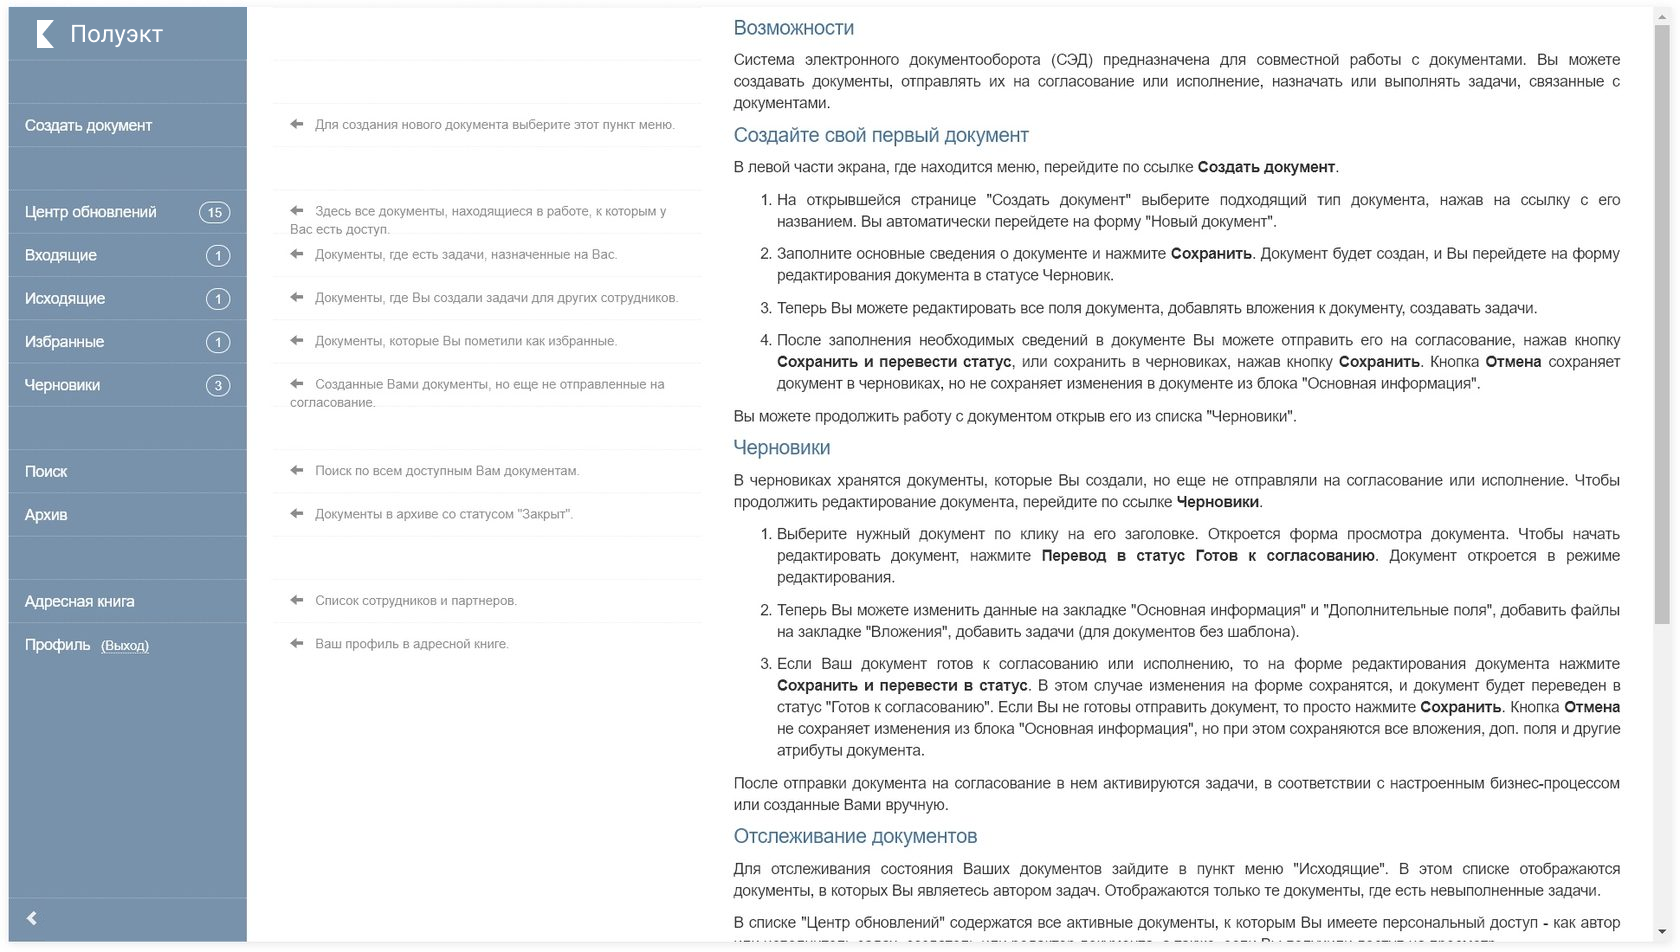 Полуэкт
Создать документ
Центр обновлений 15
Входящие 1
Исходящие 1
Избранные 1
Черновики 3
Поиск
Архив
Адресная книга
Профиль (Выход)
Для создания нового документа выберите этот пункт меню.
Здесь все документы, находящиеся в работе, к которым у
Вас есть доступ.
Документы, где есть задачи, назначенные на Вас.
Документы, где Вы создали задачи для других сотрудников.
Документы, которые Вы пометили как избранные.
Созданные Вами документы, но еще не отправленные на
согласование.
Поиск по всем доступным Вам документам.
Документы в архиве со статусом "Закрыт".
Список сотрудников и партнеров.
Ваш профиль в адресной книге.
Возможности
Система электронного документооборота (СЭД) предназначена для совместной работы с документами. Вы можете
создавать документы, отправлять их на согласование или исполнение, назначать или выполнять задачи, связанные с
документами.
Создайте свой первый документ
В левой части экрана, где находится меню, перейдите по ссылке Создать документ.
1. На открывшейся странице "Создать документ" выберите подходящий тип документа, нажав на ссылку с его
названием. Вы автоматически перейдете на форму "Новый документ".
2. Заполните основные сведения о документе и нажмите Сохранить. Документ будет создан, и Вы перейдете на форму
редактирования документа в статусе Черновик.
3. Теперь Вы можете редактировать все поля документа, добавлять вложения к документу, создавать задачи.
4. После заполнения необходимых сведений в документе Вы можете отправить его на согласование, нажав кнопку
Сохранить и перевести статус, или сохранить в черновиках, нажав кнопку Сохранить. Кнопка Отмена сохраняет
документ в черновиках, но не сохраняет изменения в документе из блока "Основная информация".
Вы можете продолжить работу с документом открыв его из списка "Черновики".
Черновики
В черновиках хранятся документы, которые Вы создали, но еще не отправляли на согласование или исполнение. Чтобы
продолжить редактирование документа, перейдите по ссылке Черновики.
1. Выберите нужный документ по клику на его заголовке. Откроется форма просмотра документа. Чтобы начать
редактировать документ, нажмите Перевод в статус Готов к согласованию. Документ откроется в режиме
редактирования.
2. Теперь Вы можете изменить данные на закладке "Основная информация" и "Дополнительные поля", добавить файлы
на закладке "Вложения", добавить задачи (для документов без шаблона).
3. Если Ваш документ готов к согласованию или исполнению, то на форме редактирования документа нажмите
Сохранить и перевести в статус. В этом случае изменения на форме сохранятся, и документ будет переведен в
статус "Готов к согласованию". Если Вы не готовы отправить документ, то просто нажмите Сохранить. Кнопка Отмена
не сохраняет изменения из блока "Основная информация", но при этом сохраняются все вложения, доп. поля и другие
атрибуты документа.
После отправки документа на согласование в нем активируются задачи, в соответствии с настроенным бизнес-процессом
или созданные Вами вручную.
Отслеживание документов
Для отслеживания состояния Ваших документов зайдите в пункт меню "Исходящие". В этом списке отображаются
документы, в которых Вы являетесь автором задач. Отображаются только те документы, где есть невыполненные задачи.
В списке "Центр обновлений" содержатся все активные документы, к которым Вы имеете персональный доступ - как автор